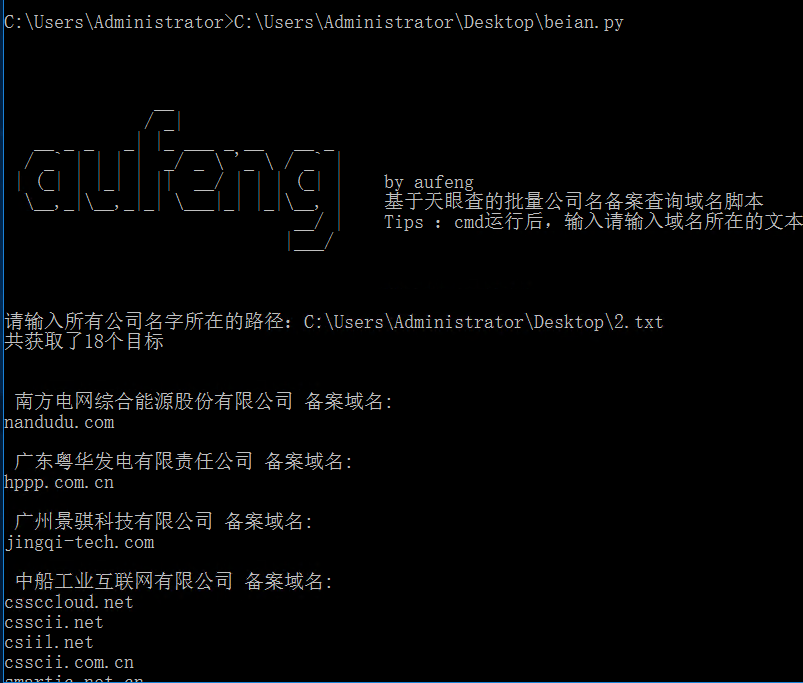 C:\Users\Administrator>C:\Users\Administrator\Desktop\beian.py
aufeng
by aufeng
基于天眼查的批量公司名备案查询域名脚本
Tips : cmd运行后，输入请输入域名所在的文本
请输入所有公司名字所在的路径：C:\Users\Administrator\Desktop\2.txt
共获取了18个目标
南方电网综合能源股份有限公司 备案域名:
nandudu.com
广东粤华发电有限责任公司 备案域名:
hppp.com.cn
广州景骐科技有限公司 备案域名:
jingqi-tech.com
中船工业互联网有限公司 备案域名:
cssccloud.net
csscii.net
csiil.net
csscii.com.cn